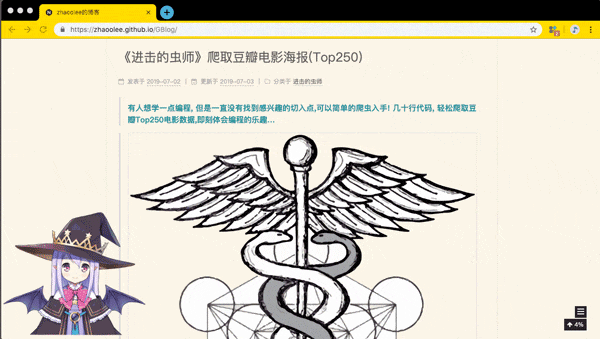 zhaoolee的博客
https://zhaoolee.github.io/GBlog/
《进击的虫师》爬取豆瓣电影海报(Top250)
发表于 2019-07-02 | 更新于 2019-07-03 | 分类于 进击的虫师
有人想学一点编程, 但是一直没有找到感兴趣的切入点,可以简单的爬虫入手! 几十行代码, 轻松爬取豆
瓣Top250电影数据,即刻体会编程的乐趣...
4%